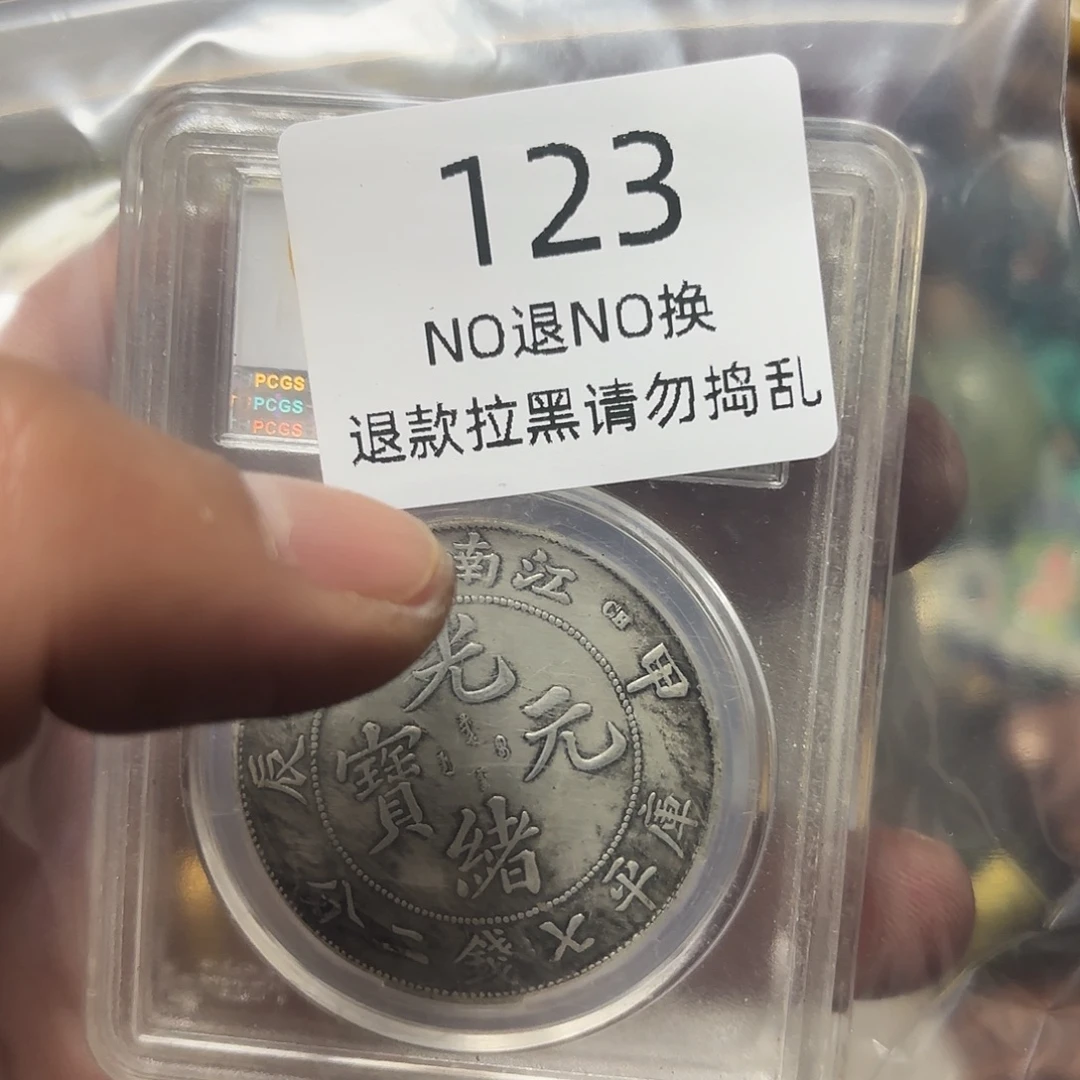 123
NO退NO换
退款拉黑请勿捣乱
PCGS
PCGS
PCGS
南江
CH
甲
辰
光
元
寶
緒
庫
平
七
錢
二
分